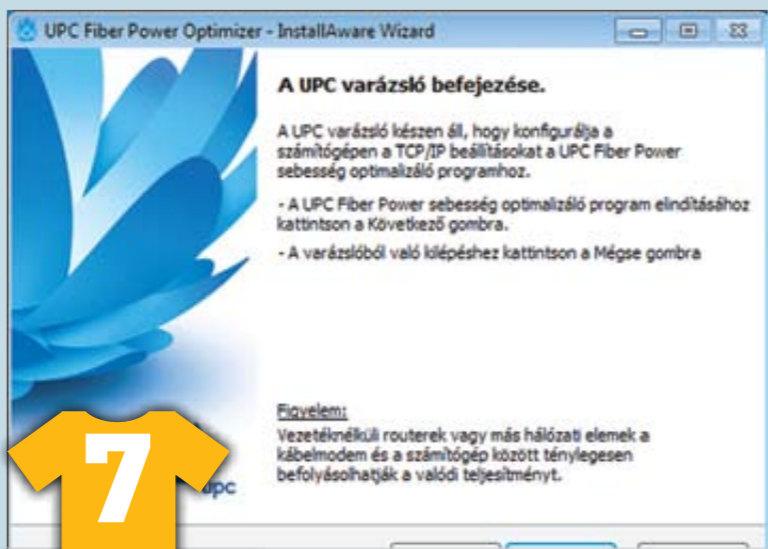 UPC Fiber Power Optimizer - InstallAware Wizard
A UPC varázsló befejezése.
A UPC varázsló készen áll, hogy konfigurálja a
számítógépen a TCP/IP beállításokat a UPC Fiber Power
sebesség optimalizáló programhoz.
- A UPC Fiber Power sebesség optimalizáló program elindításához
kattintson a Következő gombra.
- A varázslóból való kilépéshez kattintson a Mégse gombra
Figyelem:
Vezetéknélküli routerek vagy más hálózati elemek a
kábelmodem és a számítógép között ténylegesen
befolyásolhatják a valódi teljesítményt.
7
upc